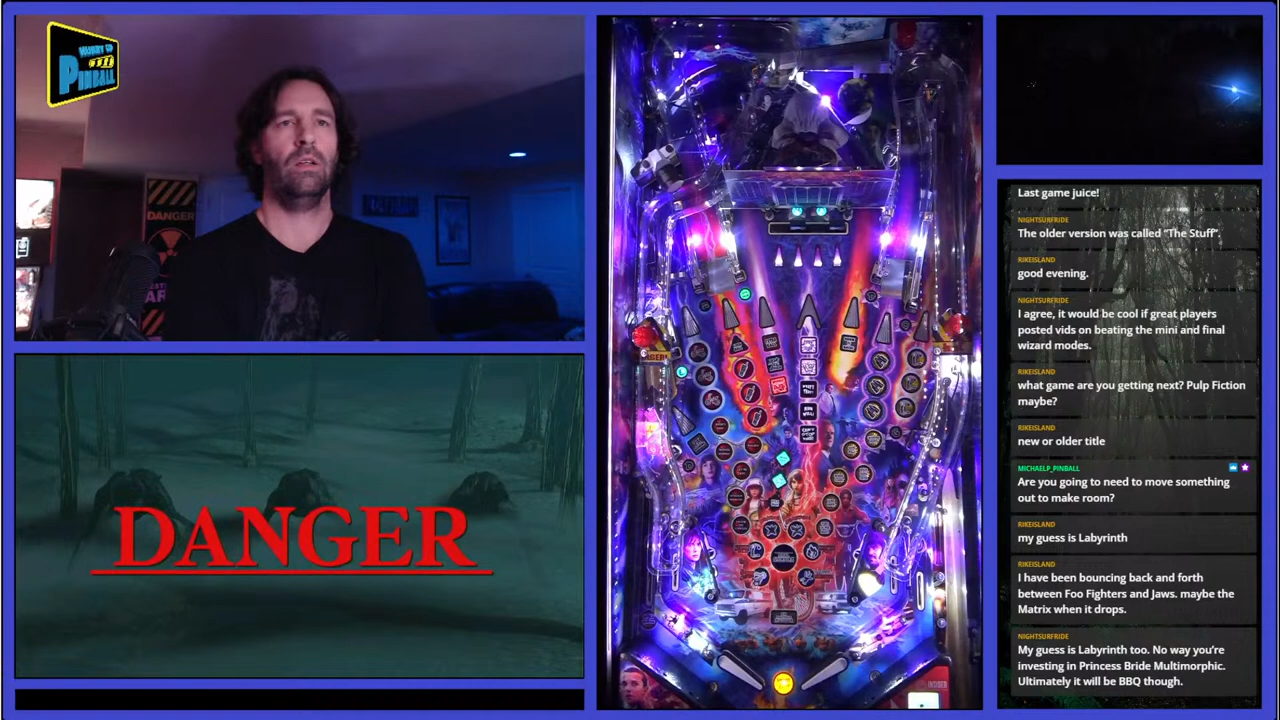 PINBALL
DANGER
DANGER
Last game juice!
NIGHTSURFRIDE
The older version was called "The Stuff".
RIKEISLAND
good evening.
NIGHTSURFRIDE
I agree, it would be cool if great players
posted vids on beating the mini and final
wizard modes.
RIKEISLAND
what game are you getting next? Pulp Fiction
maybe?
RIKEISLAND
new or older title
MICHAELP_PINBALL
Are you going to need to move something
out to make room?
RIKEISLAND
my guess is Labyrinth
RIKEISLAND
I have been bouncing back and forth
between Foo Fighters and Jaws. maybe the
Matrix when it drops.
NIGHTSURFRIDE
My guess is Labyrinth too. No way you're
investing in Princess Bride Multimorphic.
Ultimately it will be BBQ though.